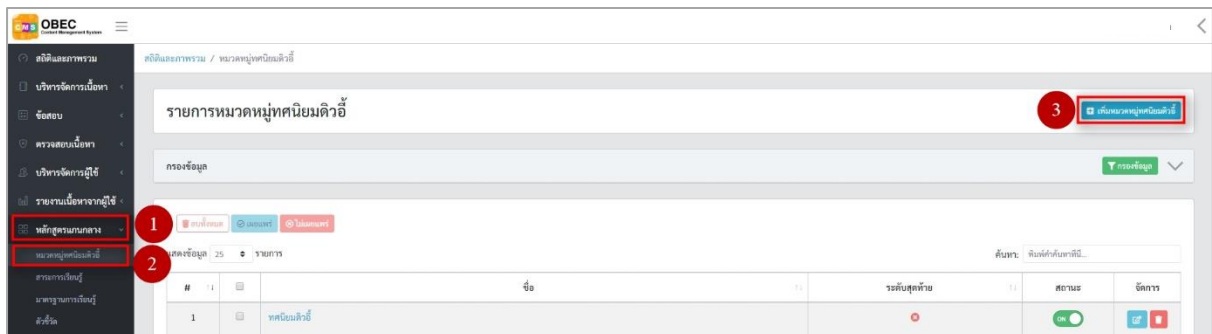 CMS OBEC
Content Management System
สถิติและภาพรวม
บริหารจัดการเนื้อหา
ข้อสอบ
ตรวจสอบเนื้อหา
บริหารจัดการผู้ใช้
รายงานเนื้อหาจากผู้ใช้
หลักสูตรแกนกลาง
หมวดหมู่ทศนิยมดิวอี้
สาระการเรียนรู้
มาตรฐานการเรียนรู้
ตัวชี้วัด
1
2
สถิติและภาพรวม / หมวดหมู่ทศนิยมดิวอี้
รายการหมวดหมู่ทศนิยมดิวอี้
3
เพิ่มหมวดหมู่ทศนิยมดิวอี้
กรองข้อมูล
กรองข้อมูล
ลบทั้งหมด เผยแพร่ ไม่เผยแพร่
แสดงข้อมูล 25 รายการ
ค้นหา: พิมพ์คำค้นหาที่นี่...
# ชื่อ ระดับสุดท้าย สถานะ จัดการ
1 ทศนิยมดิวอี้ ON